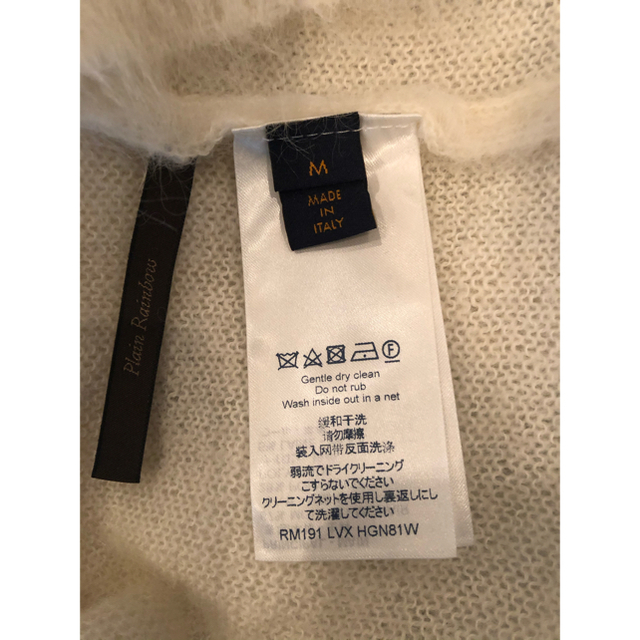 M
MADE
IN
ITALY
Plain Rainbow
F
Gentle dry clean
Do not rub
Wash inside out in a net
缓和干洗
请勿摩擦
装入网带反面洗涤
弱流でドライクリーニング
こすらないでください
クリーニングネットを使用し裏返しにし
て洗濯してください
RM191 LVX HGN81W